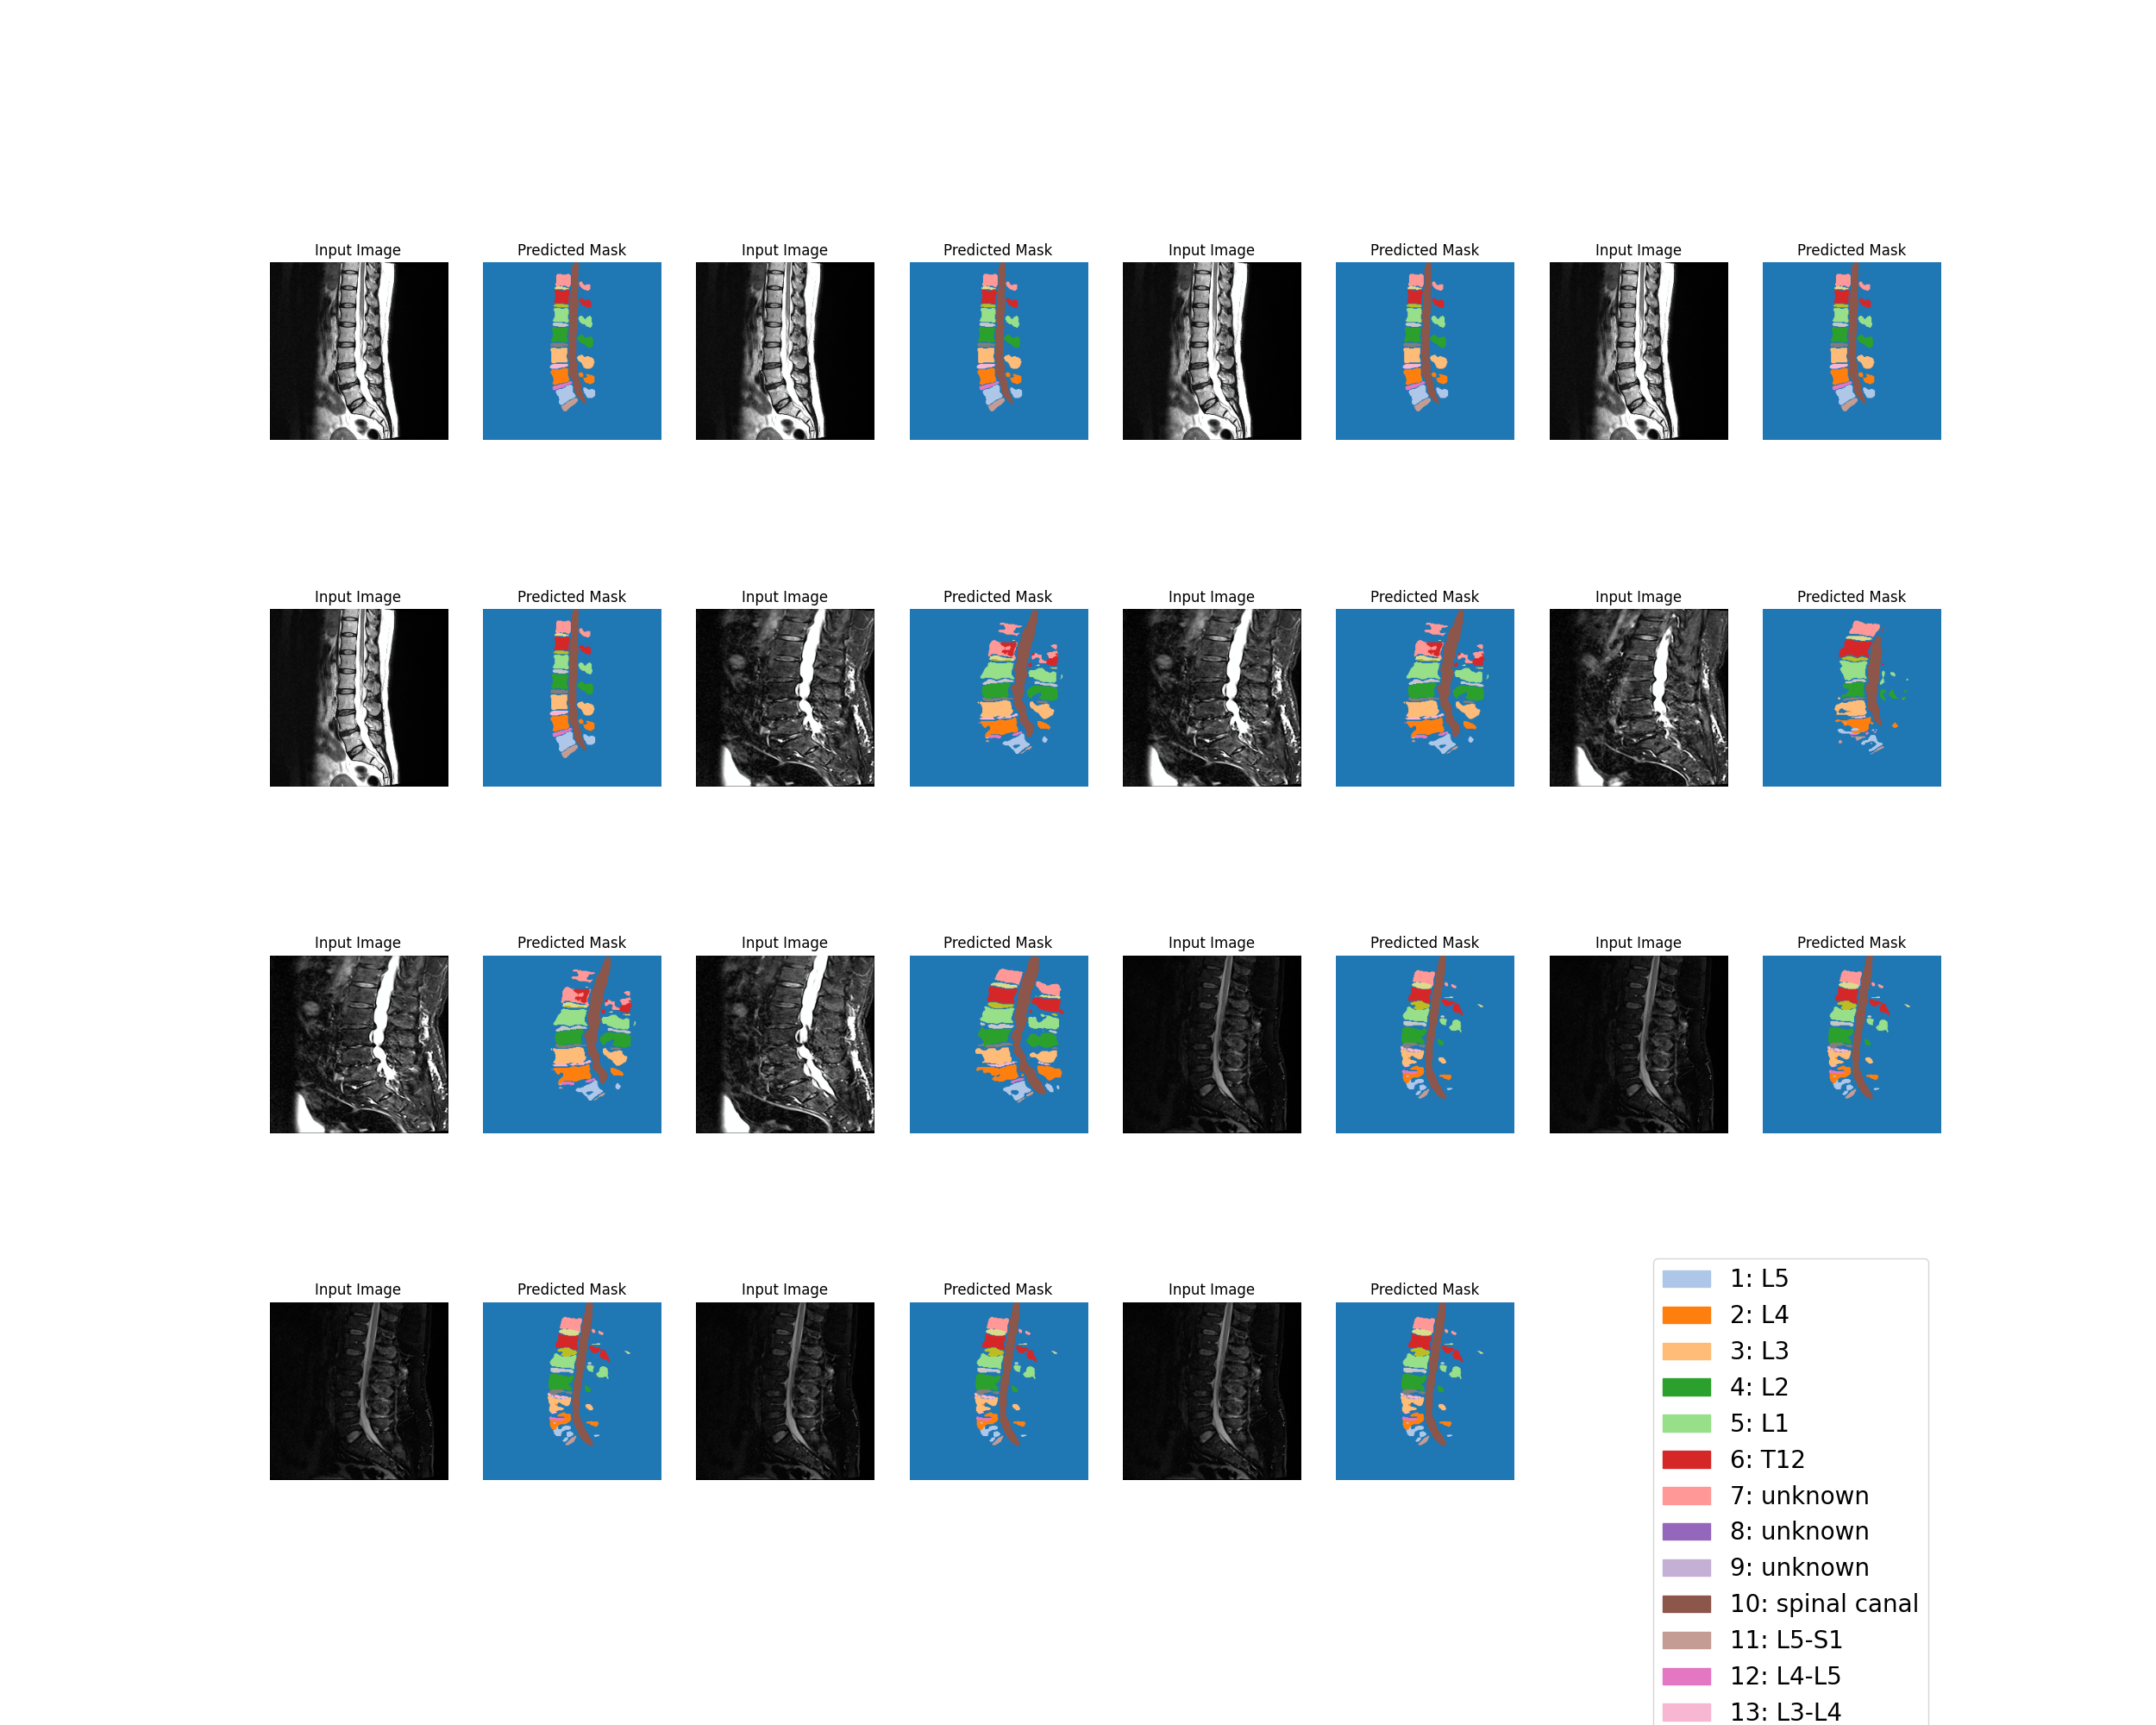 Input Image Predicted Mask Input Image Predicted Mask Input Image Predicted Mask Input Image Predicted Mask
Input Image Predicted Mask Input Image Predicted Mask Input Image Predicted Mask Input Image Predicted Mask
Input Image Predicted Mask Input Image Predicted Mask Input Image Predicted Mask Input Image Predicted Mask
Input Image Predicted Mask Input Image Predicted Mask Input Image Predicted Mask
1: L5
2: L4
3: L3
4: L2
5: L1
6: T12
7: unknown
8: unknown
9: unknown
10: spinal canal
11: L5-S1
12: L4-L5
13: L3-L4